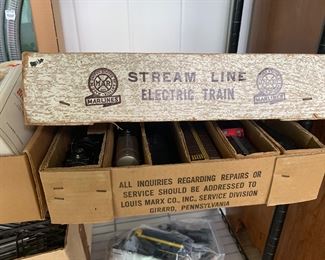 STREAM LINE
ELECTRIC TRAIN
MARLINES
MARLINES
ALL INQUIRIES REGARDING REPAIRS OR
SERVICE SHOULD BE ADDRESSED TO
LOUIS MARX CO., INC., SERVICE DIVISION
GIRARD, PENNSYLVANIA